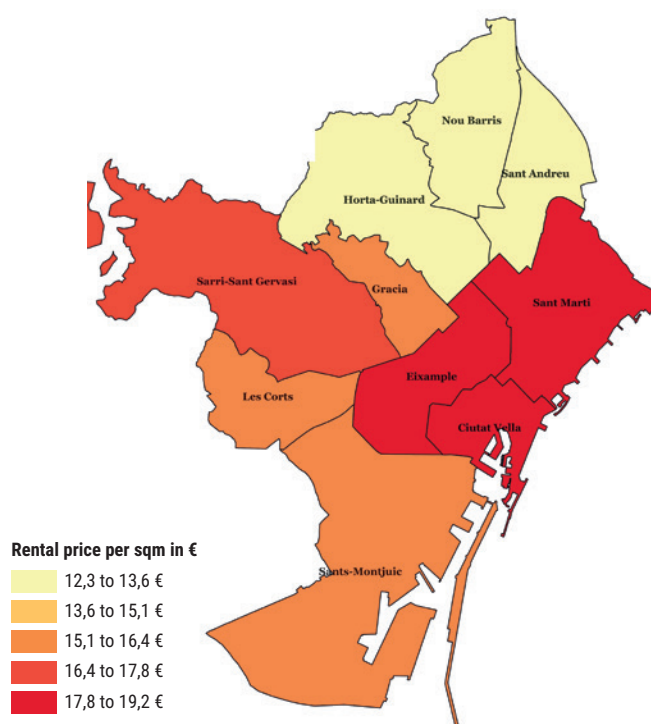 Nou Barris
Sant Andreu
Horta-Guinard
Sarri-Sant Gervasi
Gracia
Sant Marti
Eixample
Les Corts
Ciutat Vella
Sants-Montjuic
Rental price per sqm in €
12,3 to 13,6 €
13,6 to 15,1 €
15,1 to 16,4 €
16,4 to 17,8 €
17,8 to 19,2 €